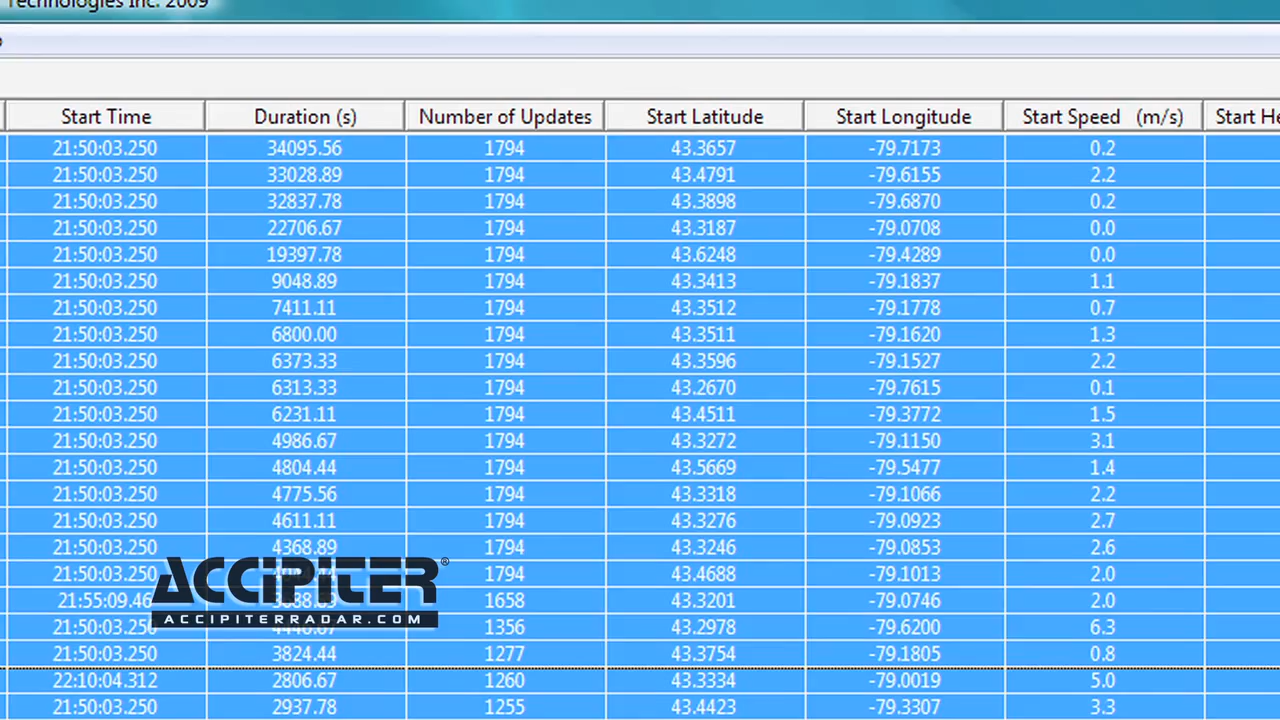 Technologies Inc. 2009
Start Time Duration (s) Number of Updates Start Latitude Start Longitude Start Speed (m/s) Start He
21:50:03.250 34095.56 1794 43.3657 -79.7173 0.2
21:50:03.250 33028.89 1794 43.4791 -79.6155 2.2
21:50:03.250 32837.78 1794 43.3898 -79.6870 0.2
21:50:03.250 22706.67 1794 43.3187 -79.0708 0.0
21:50:03.250 19397.78 1794 43.6248 -79.4289 0.0
21:50:03.250 9048.89 1794 43.3413 -79.1837 1.1
21:50:03.250 7411.11 1794 43.3512 -79.1778 0.7
21:50:03.250 6800.00 1794 43.3511 -79.1620 1.3
21:50:03.250 6373.33 1794 43.3596 -79.1527 2.2
21:50:03.250 6313.33 1794 43.2670 -79.7615 0.1
21:50:03.250 6231.11 1794 43.4511 -79.3772 1.5
21:50:03.250 4986.67 1794 43.3272 -79.1150 3.1
21:50:03.250 4804.44 1794 43.5669 -79.5477 1.4
21:50:03.250 4775.56 1794 43.3318 -79.1066 2.2
21:50:03.250 4611.11 1794 43.3276 -79.0923 2.7
21:50:03.250 4368.89 1794 43.3246 -79.0853 2.6
21:50:03.250 1794 43.4688 -79.1013 2.0
21:55:09.46 1658 43.3201 -79.0746 2.0
21:50:03.250 1356 43.2978 -79.6200 6.3
21:50:03.250 3824.44 1277 43.3754 -79.1805 0.8
22:10:04.312 2806.67 1260 43.3334 -79.0019 5.0
21:50:03.250 2937.78 1255 43.4423 -79.3307 3.3
ACCIPITER®
ACCIPITERRADAR.COM